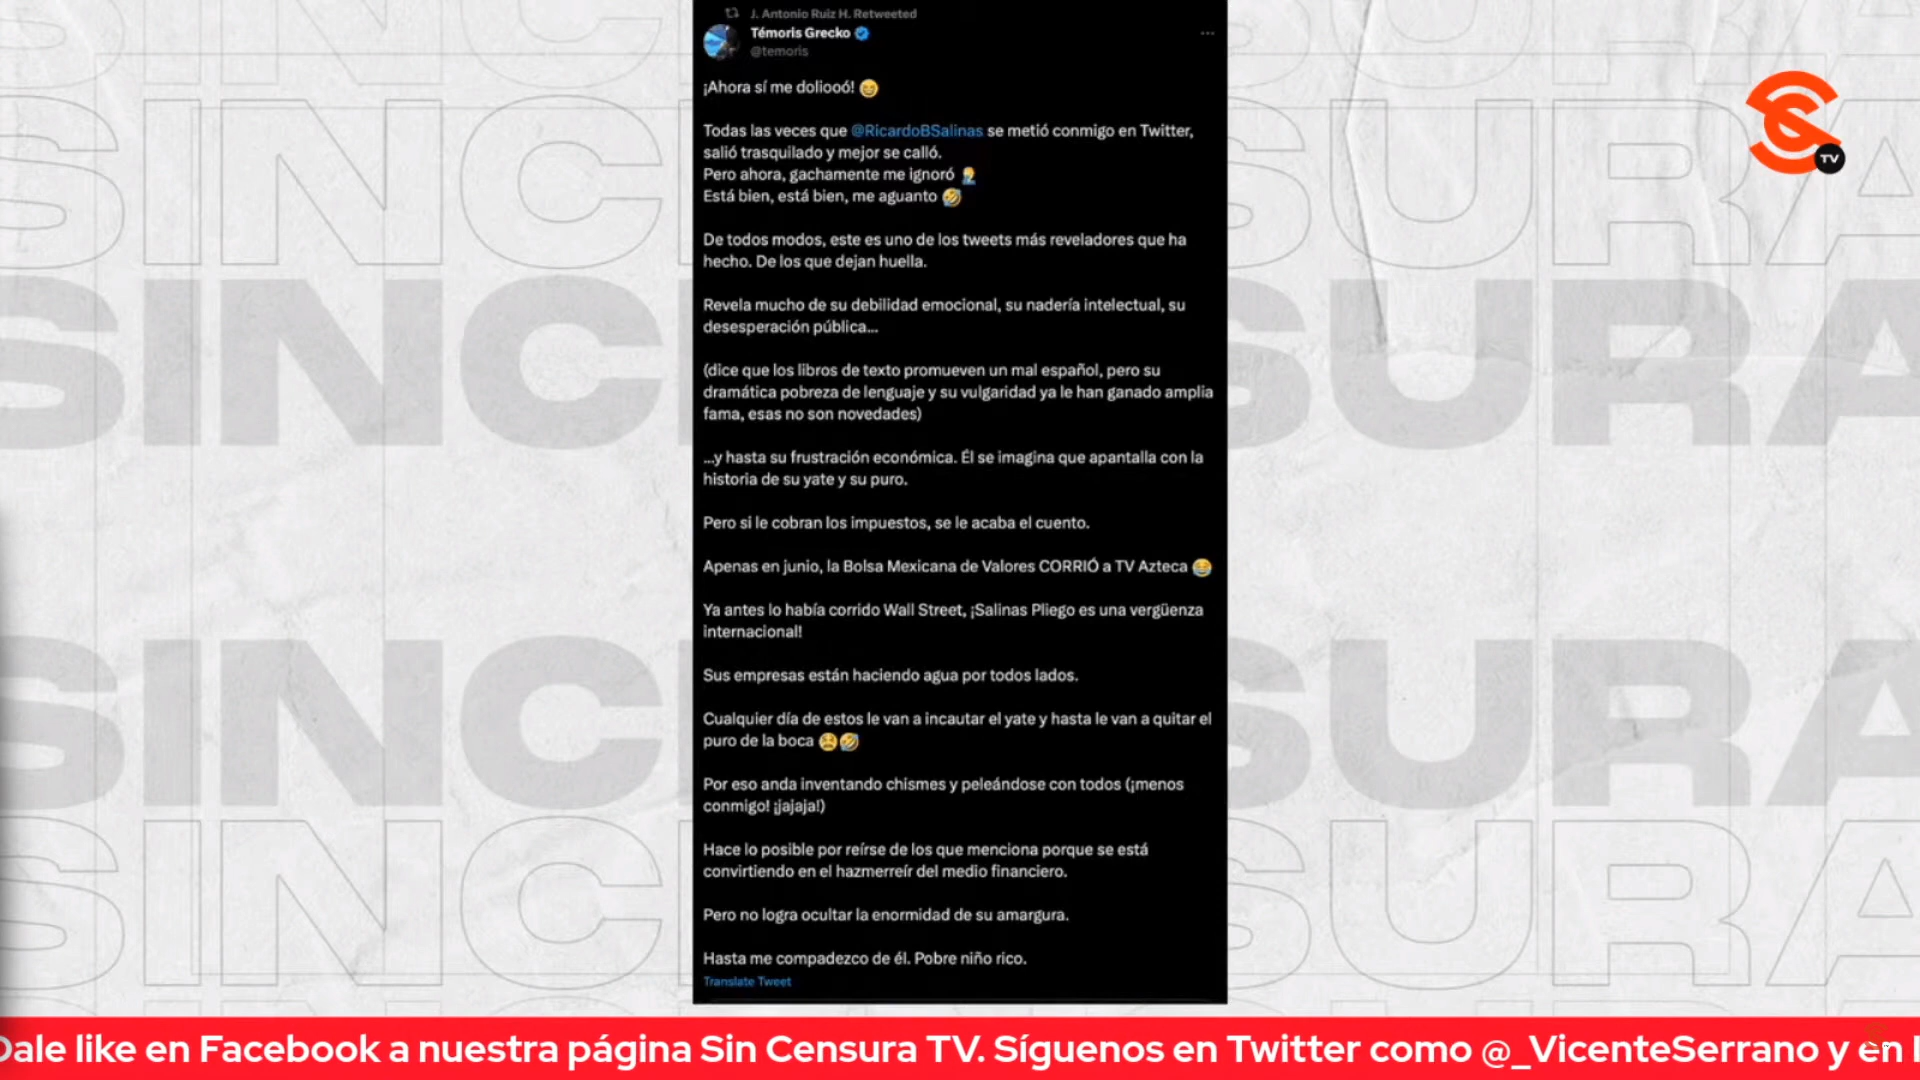 J. Antonio Ruiz H. Retweeted
Témoris Grecko
@temoris
¡Ahora sí me doliooó! 😄
Todas las veces que @RicardoBSalinas se metió conmigo en Twitter,
salió trasquilado y mejor se calló.
Pero ahora, gachamente me ignoró 🤦‍♂️
Está bien, está bien, me aguanto 🤣
De todos modos, este es uno de los tweets más reveladores que ha
hecho. De los que dejan huella.
Revela mucho de su debilidad emocional, su nadería intelectual, su
desesperación pública...
(dice que los libros de texto promueven un mal español, pero su
dramática pobreza de lenguaje y su vulgaridad ya le han ganado amplia
fama, esas no son novedades)
...y hasta su frustración económica. Él se imagina que apantalla con la
historia de su yate y su puro.
Pero si le cobran los impuestos, se le acaba el cuento.
Apenas en junio, la Bolsa Mexicana de Valores CORRIÓ a TV Azteca 😂
Ya antes lo había corrido Wall Street, ¡Salinas Pliego es una vergüenza
internacional!
Sus empresas están haciendo agua por todos lados.
Cualquier día de estos le van a incautar el yate y hasta le van a quitar el
puro de la boca 😫🤣
Por eso anda inventando chismes y peleándose con todos (¡menos
conmigo! ¡jajaja!)
Hace lo posible por reírse de los que menciona porque se está
convirtiendo en el hazmerreír del medio financiero.
Pero no logra ocultar la enormidad de su amargura.
Hasta me compadezco de él. Pobre niño rico.
Translate Tweet
TV
SINC SURA
SINC SURA
SINC SURA
SINC SURA
SINC SURA
Dale like en Facebook a nuestra página Sin Censura TV. Síguenos en Twitter como @_VicenteSerrano y en